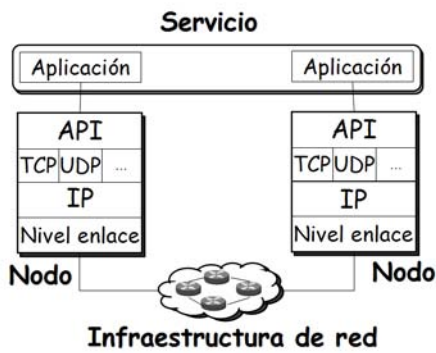 Servicio
Aplicación Aplicación
API API
TCP UDP ... TCP UDP ...
IP IP
Nivel enlace Nivel enlace
Nodo Nodo
Infraestructura de red